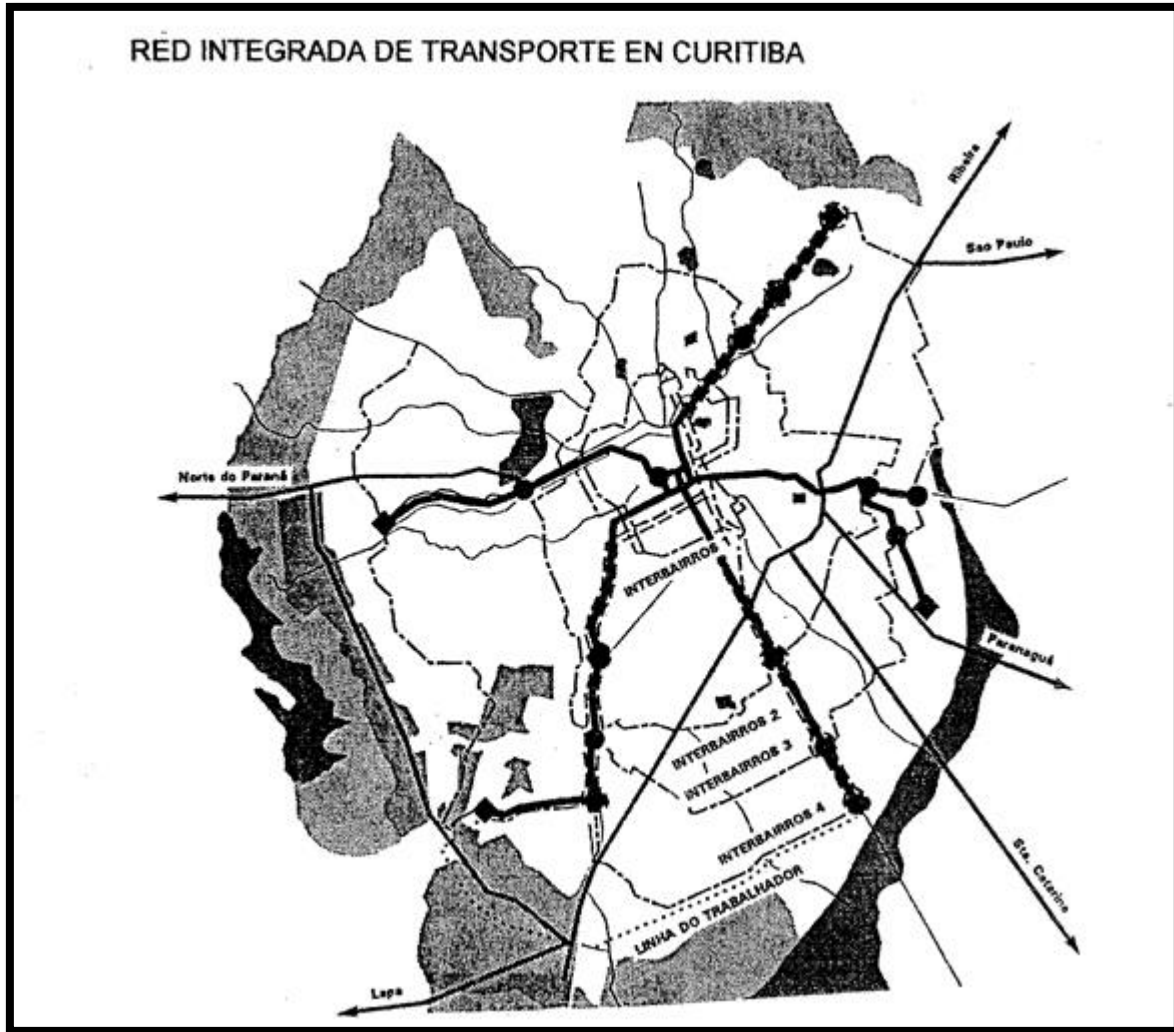 RED INTEGRADA DE TRANSPORTE EN CURITIBA
Ribeira
Sao Paulo
Norte do Paraná
INTERBAIRROS 1
Paranaguá
INTERBAIRROS 2
INTERBAIRROS 3
INTERBAIRROS 4
Sta. Catarina
LINHA DO TRABALHADOR
Lapa